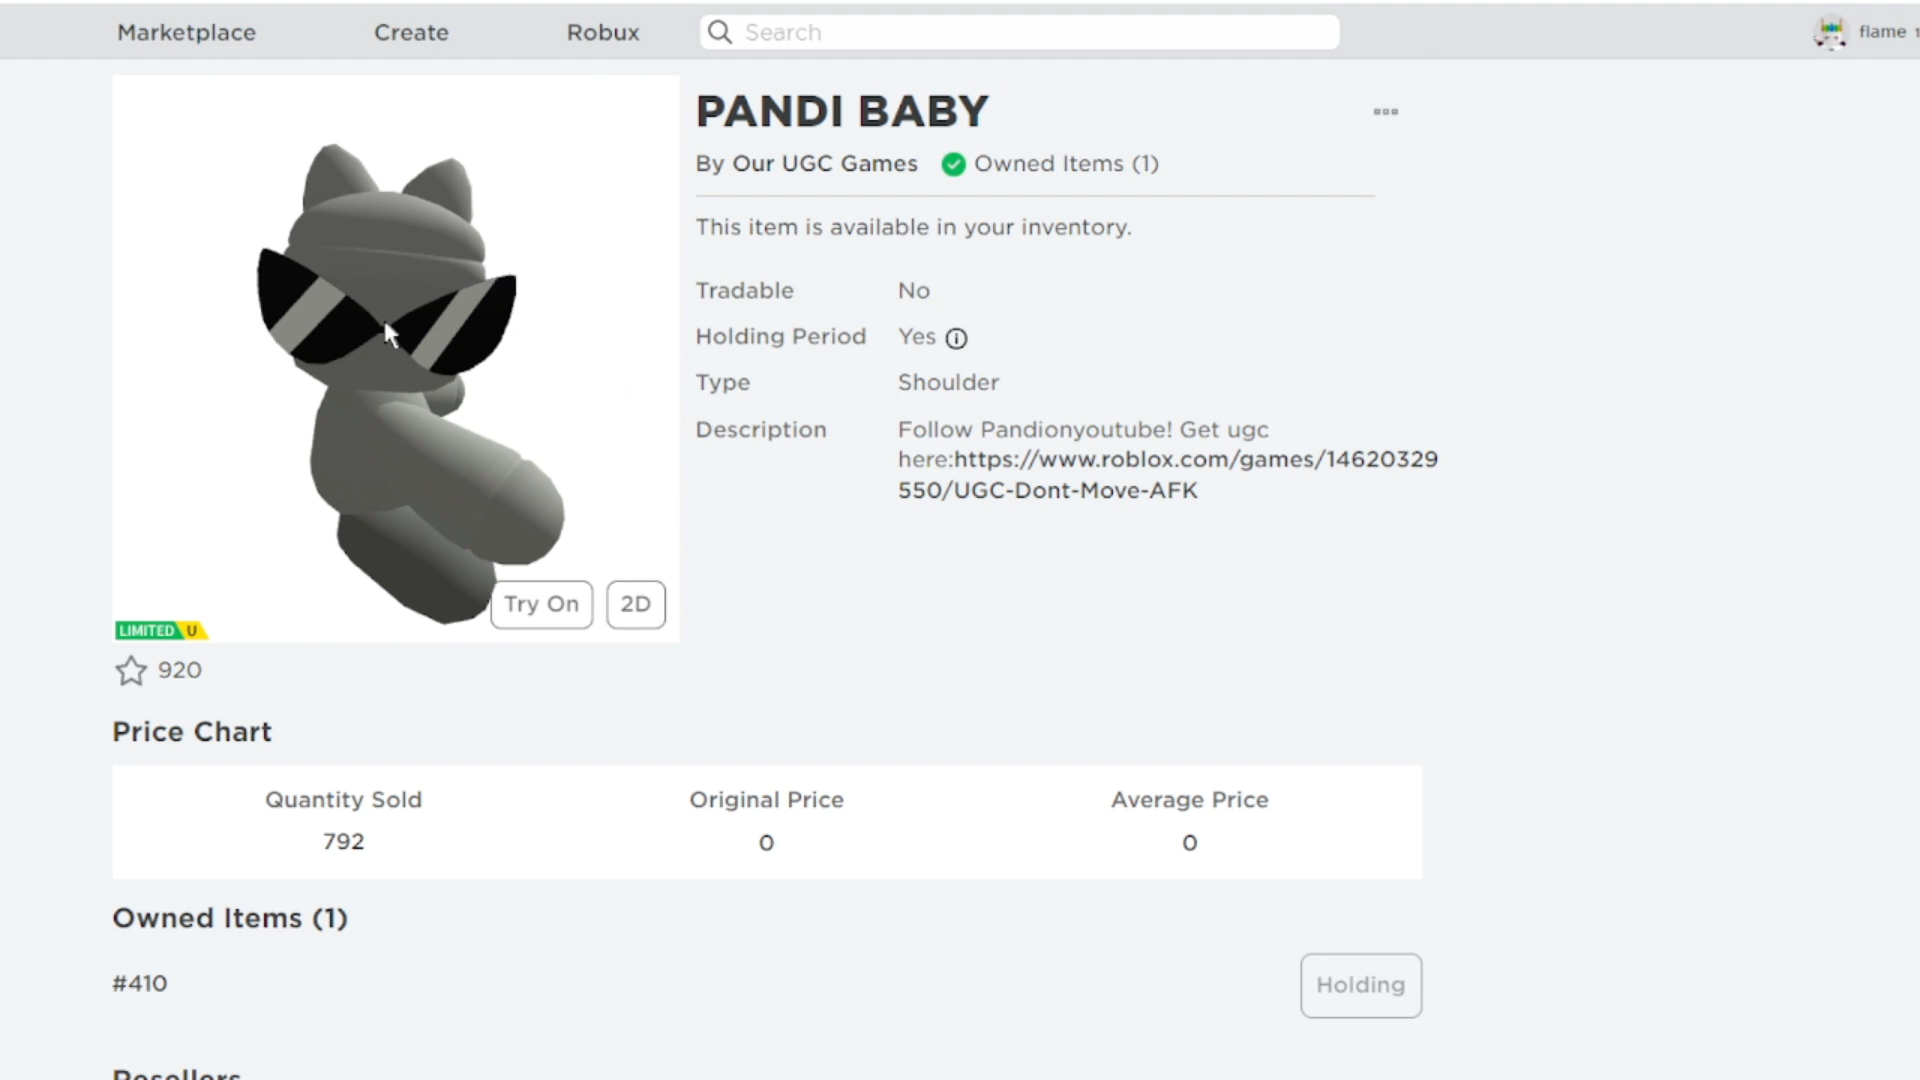 Marketplace
Create
Robux
Search
flame
PANDI BABY
By Our UGC Games
Owned Items (1)
This item is available in your inventory.
Tradable No
Holding Period Yes
Type Shoulder
Description Follow Pandionyoutube! Get ugc
here:https://www.roblox.com/games/14620329
550/UGC-Dont-Move-AFK
Try On
2D
LIMITED U
920
Price Chart
Quantity Sold
Original Price
Average Price
792
0
0
Owned Items (1)
#410
Holding
Resellers